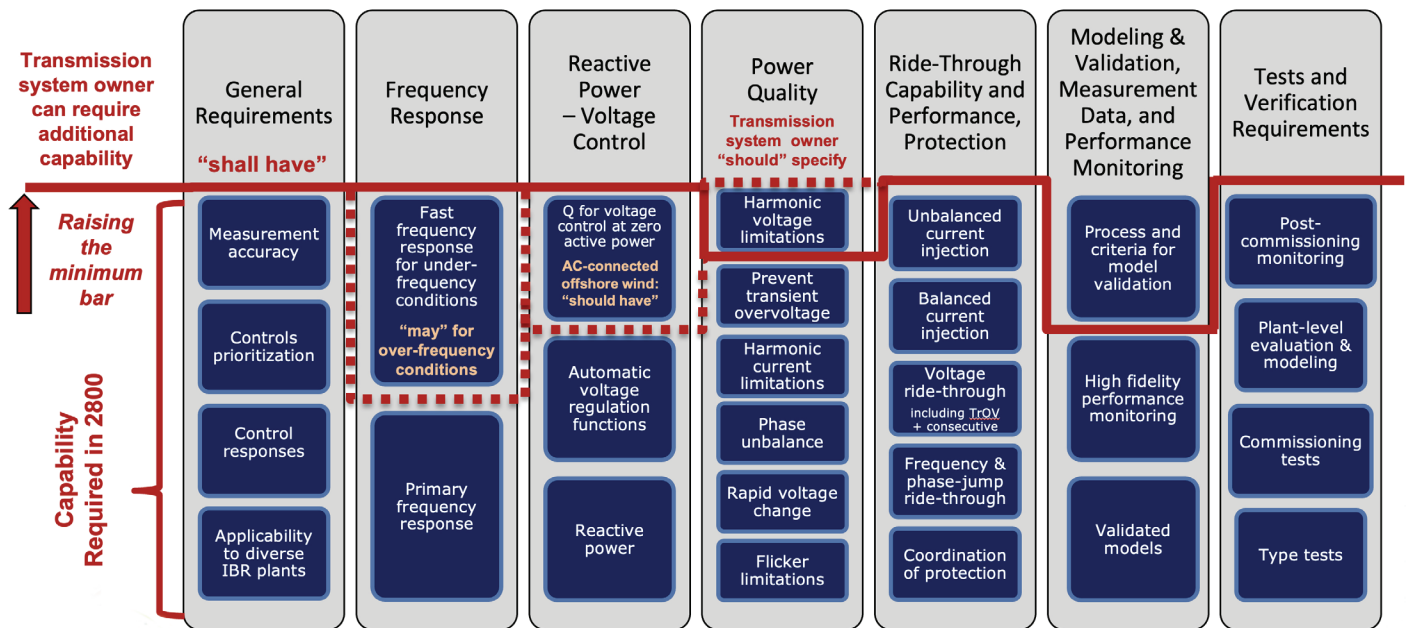 Transmission
system owner
can require
additional
capability
Raising
the
minimum
bar
Capability
Required in 2800
General
Requirements
“shall have”
Measurement
accuracy
Controls
prioritization
Control
responses
Applicability
to diverse
IBR plants
Frequency
Response
Fast
frequency
response
for under-
frequency
conditions
“may” for
over-frequency
conditions
Primary
frequency
response
Reactive
Power
– Voltage
Control
Q for voltage
control at zero
active power
AC-connected
offshore wind:
“should have”
Automatic
voltage
regulation
functions
Reactive
power
Power
Quality
Transmission
system owner
“should” specify
Harmonic
voltage
limitations
Prevent
transient
overvoltage
Harmonic
current
limitations
Phase
unbalance
Rapid voltage
change
Flicker
limitations
Ride-Through
Capability and
Performance,
Protection
Unbalanced
current
injection
Balanced
current
injection
Voltage
ride-through
including TrOV
+ consecutive
Frequency &
phase-jump
ride-through
Coordination
of protection
Modeling &
Validation,
Measurement
Data, and
Performance
Monitoring
Process and
criteria for
model
validation
High fidelity
performance
monitoring
Validated
models
Tests and
Verification
Requirements
Post-
commissioning
monitoring
Plant-level
evaluation &
modeling
Commissioning
tests
Type tests